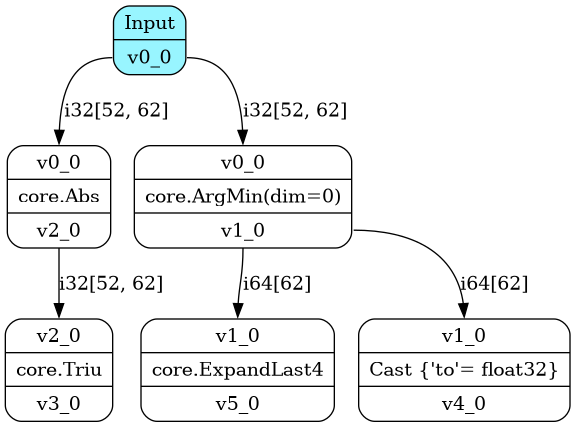 Input
v0_0
i32[52, 62]
i32[52, 62]
v0_0
core.Abs
v2_0
v0_0
core.ArgMin(dim=0)
v1_0
i32[52, 62]
i64[62]
i64[62]
v2_0
core.Triu
v3_0
v1_0
core.ExpandLast4
v5_0
v1_0
Cast {'to'= float32}
v4_0